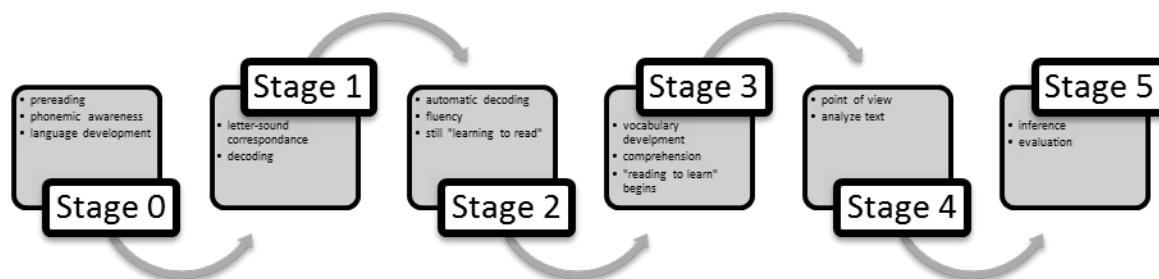 Stage 0
• prereading
• phonemic awareness
• language development
Stage 1
• letter-sound
correspondance
• decoding
Stage 2
• automatic decoding
• fluency
• still "learning to read"
Stage 3
• vocabulary
develpment
• comprehension
• "reading to learn"
begins
Stage 4
• point of view
• analyze text
Stage 5
• inference
• evaluation